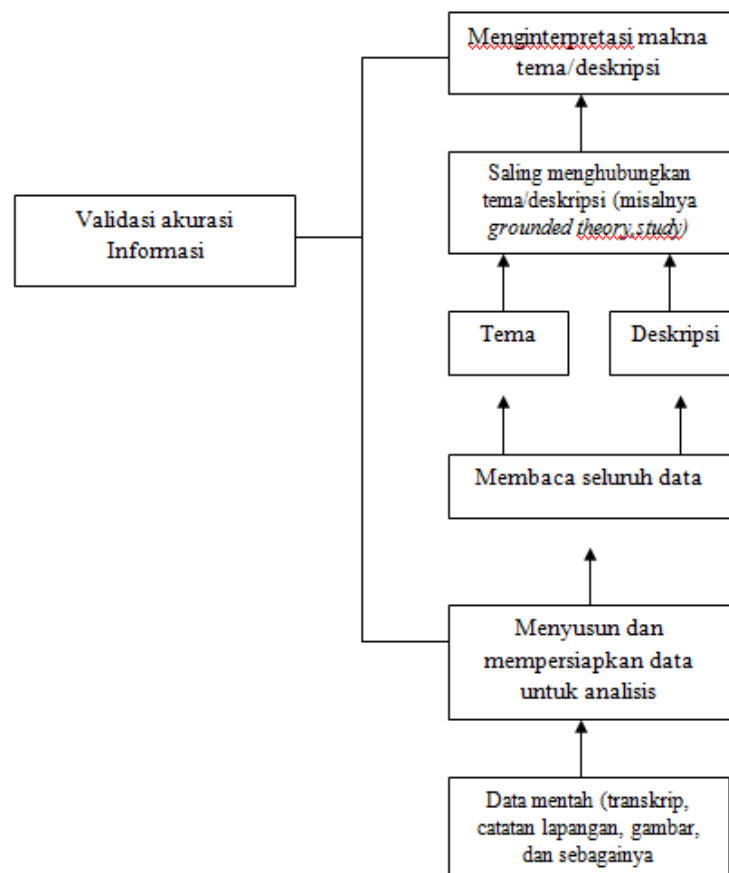 Menginterpretasi makna
tema/deskripsi
Saling menghubungkan
tema/deskripsi (misalnya
grounded theory,study)
Validasi akurasi
Informasi
Tema
Deskripsi
Membaca seluruh data
Menyusun dan
mempersiapkan data
untuk analisis
Data mentah (transkrip,
catatan lapangan, gambar,
dan sebagainya